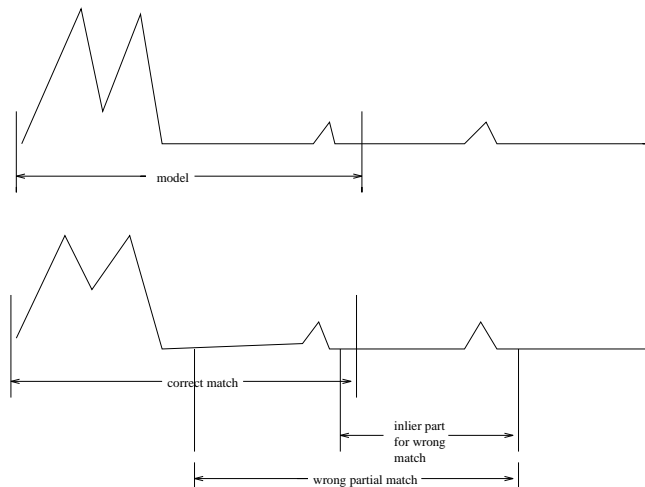 model
correct match
inlier part
for wrong
match
wrong partial match